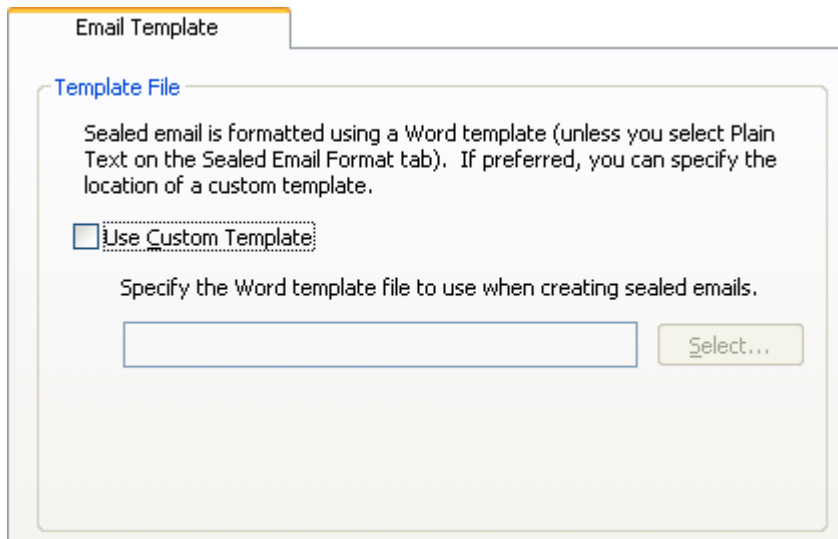 Email Template
Template File
Sealed email is formatted using a Word template (unless you select Plain
Text on the Sealed Email Format tab).  If preferred, you can specify the
location of a custom template.
Use Custom Template
Specify the Word template file to use when creating sealed emails.
Select...